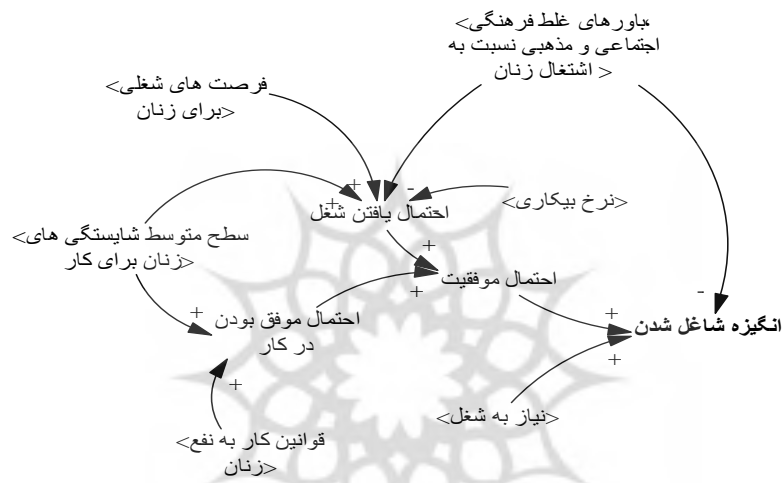 <باورهای غلط فرهنگی،
اجتماعی و مذهبی نسبت به
اشتغال زنان >
<فرصت های شغلی
برای زنان>
+
+
-
احتمال یافتن شغل
<نرخ بیکاری>
<سطح متوسط شایستگی های
زنان برای کار>
+
+
احتمال موفقیت
-
+
احتمال موفق بودن
در کار
+
انگیزه شاغل شدن
+
+
<نیاز به شغل>
<قوانین کار به نفع
زنان>